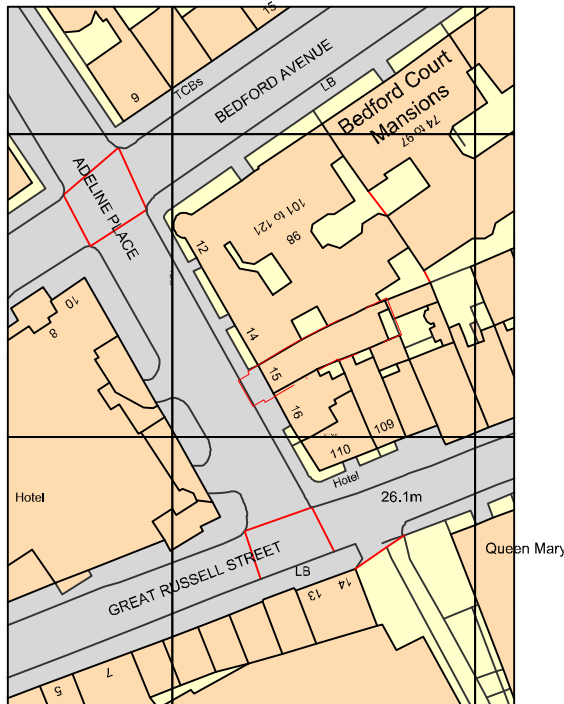 15
6
TCBs
BEDFORD AVENUE
LB
Bedford Court
Mansions
74 to 97
ADELINE PLACE
101 to 121
98
12
10
8
14
15
16
110
109
Hotel
Hotel
26.1m
Queen Mary
GREAT RUSSELL STREET
LB
14
13
7
5